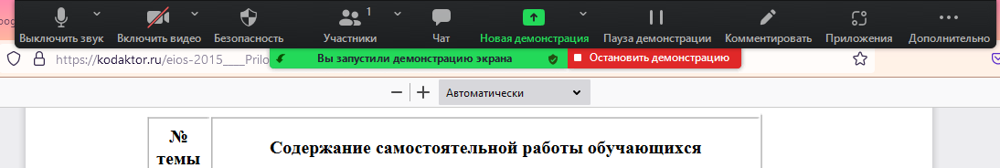 1
Выключить звук Включить видео Безопасность Участники Чат Новая демонстрация Пауза демонстрации Комментировать Приложения Дополнительно
https://kodaktor.ru/eios-2015____Prilo Вы запустили демонстрацию экрана Остановить демонстрацию
Автоматически
№
темы
Содержание самостоятельной работы обучающихся